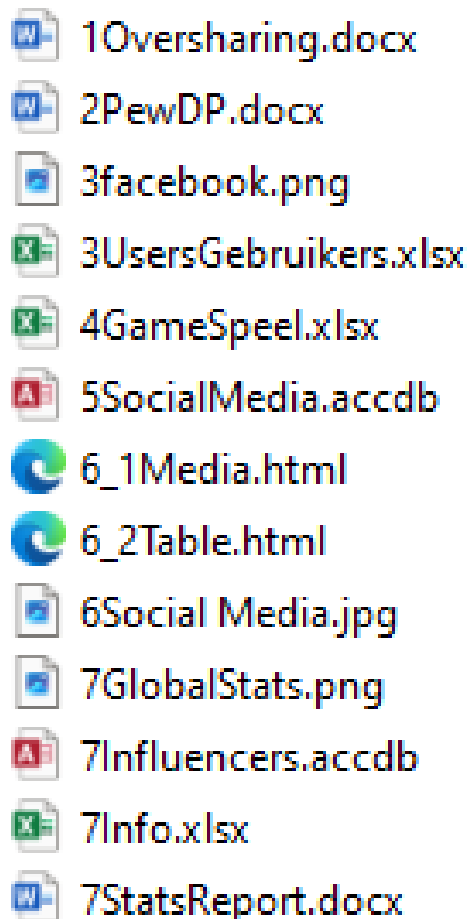 1Oversharing.docx
2PewDP.docx
3facebook.png
3UsersGebruikers.xlsx
4GameSpeel.xlsx
5SocialMedia.accdb
6_1Media.html
6_2Table.html
6Social Media.jpg
7GlobalStats.png
7Influencers.accdb
7Info.xlsx
7StatsReport.docx